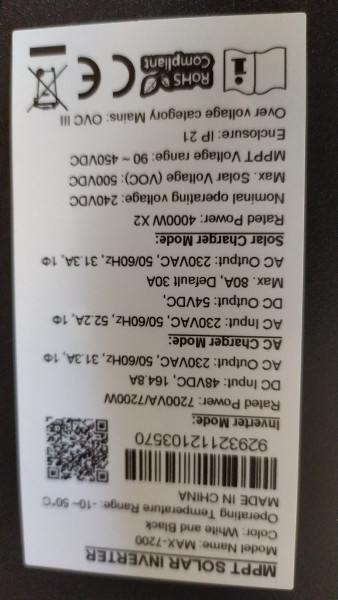 MPPT SOLAR INVERTER
Model Name: MAX-7200
Color: White and Black
Operating Temperature Range: -10~ 50°C
MADE IN CHINA
92932112103570
Inverter Mode:
Rated Power: 7200VA/7200W
DC Input: 48VDC, 164.8A
AC Output: 230VAC, 50/60Hz, 31.3A, 1Φ
AC Charger Mode:
AC Input: 230VAC, 50/60Hz, 52.2A, 1Φ
DC Output: 54VDC,
Max. 80A, Default 30A
AC Output: 230VAC, 50/60Hz, 31.3A, 1Φ
Solar Charger Mode:
Rated Power: 4000W X2
Nominal operating voltage: 240VDC
Max. Solar Voltage (VOC): 500VDC
MPPT Voltage range: 90 ~ 450VDC
Enclosure: IP 21
Over voltage category Mains: OVC III
RoHS
Compliant
CE